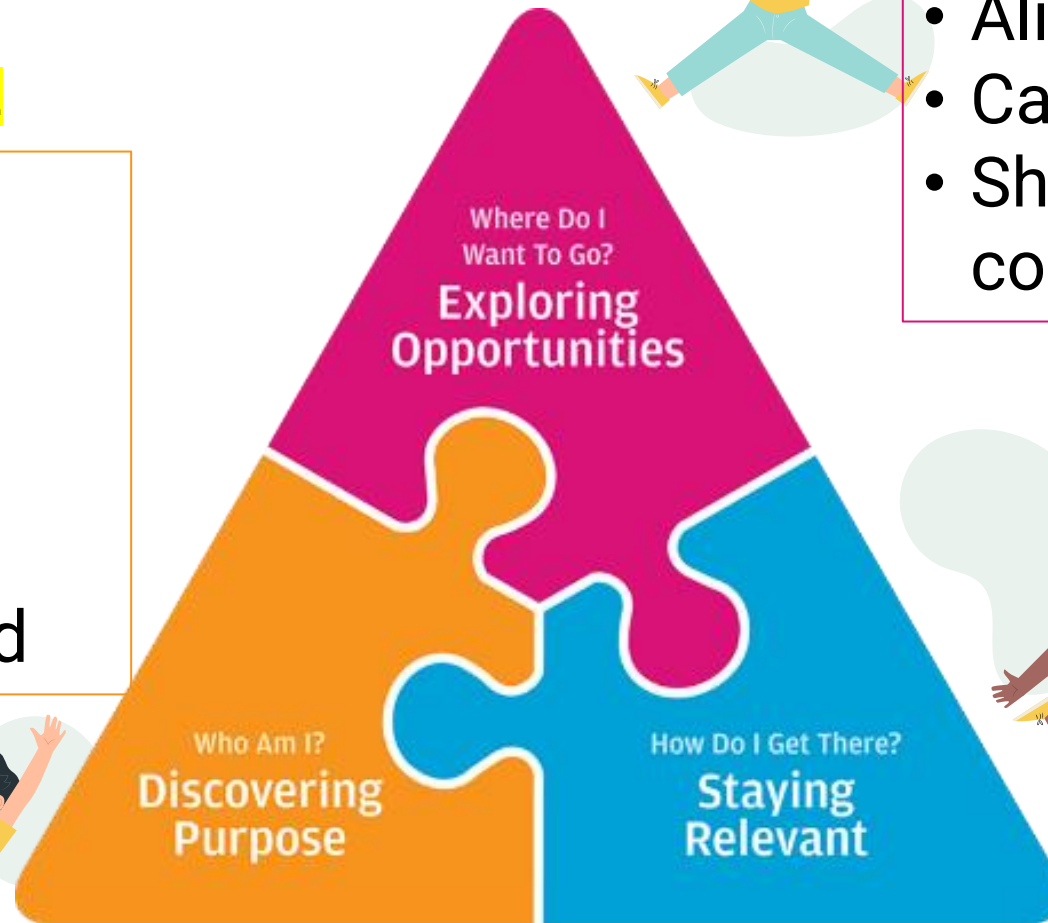 Where Do I
Want To Go?
Exploring
Opportunities
Who Am I?
Discovering
Purpose
How Do I Get There?
Staying
Relevant